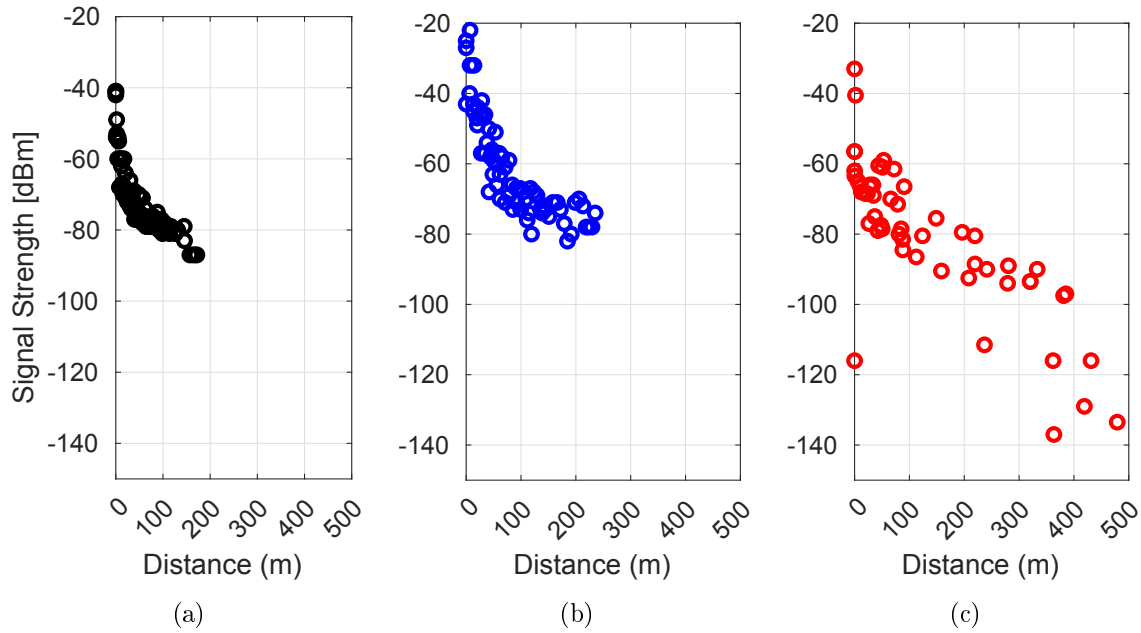 -20 -20 -20
-40 -40 -40
-60 -60 -60
-80 -80 -80
-100 -100 -100
-120 -120 -120
-140 -140 -140
Signal Strength [dBm]
0 100 200 300 400 500 0 100 200 300 400 500 0 100 200 300 400 500
Distance (m) Distance (m) Distance (m)
(a) (b) (c)